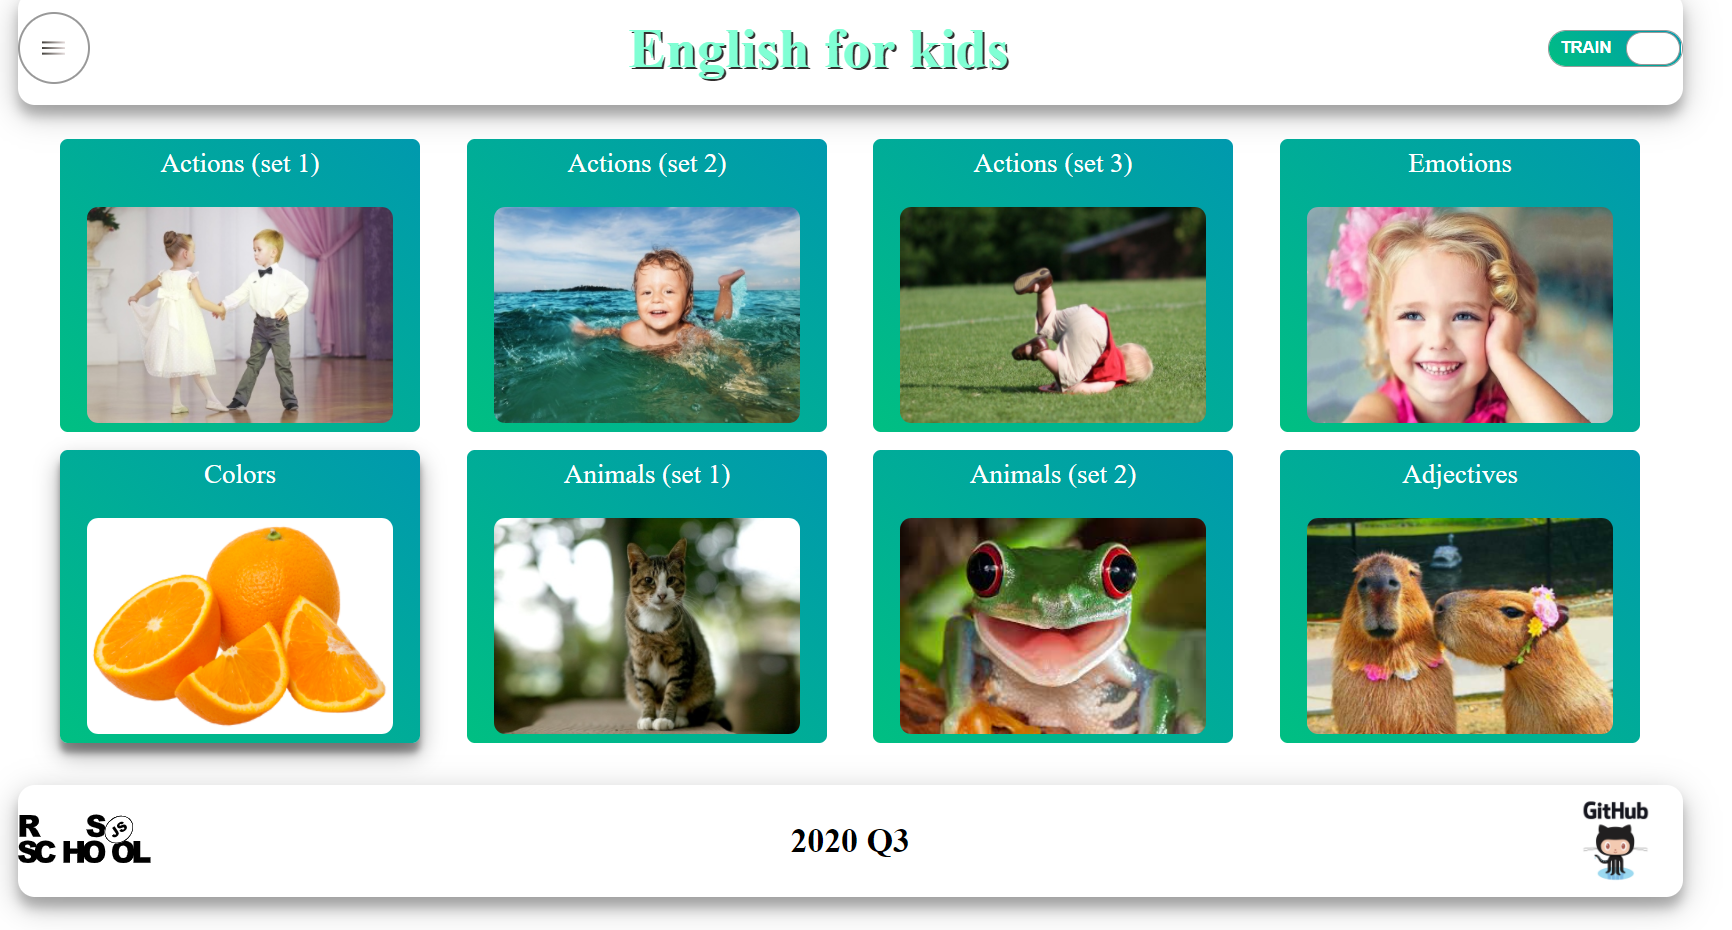 English for kids
TRAIN
Actions (set 1)
Actions (set 2)
Actions (set 3)
Emotions
Colors
Animals (set 1)
Animals (set 2)
Adjectives
R S JS
SCHOOL
2020 Q3
GitHub